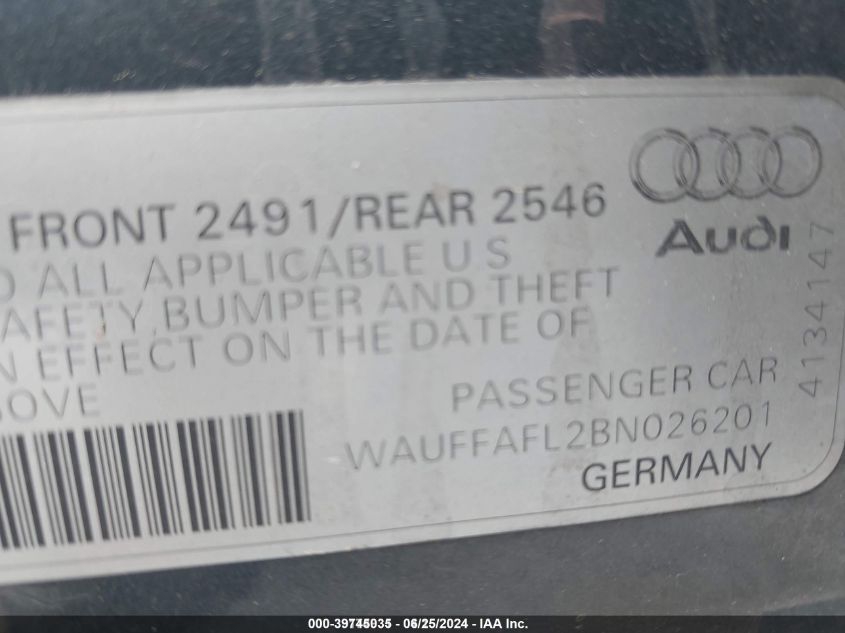 FRONT 2491/REAR 2546
Audi
ALL APPLICABLE U S
AFETY, BUMPER AND THEFT
N EFFECT ON THE DATE OF
OVE
PASSENGER CAR
WAUFFAFL2BN026201
GERMANY
4134147
000-39745035 • 06/25/2024 - IAA Inc.